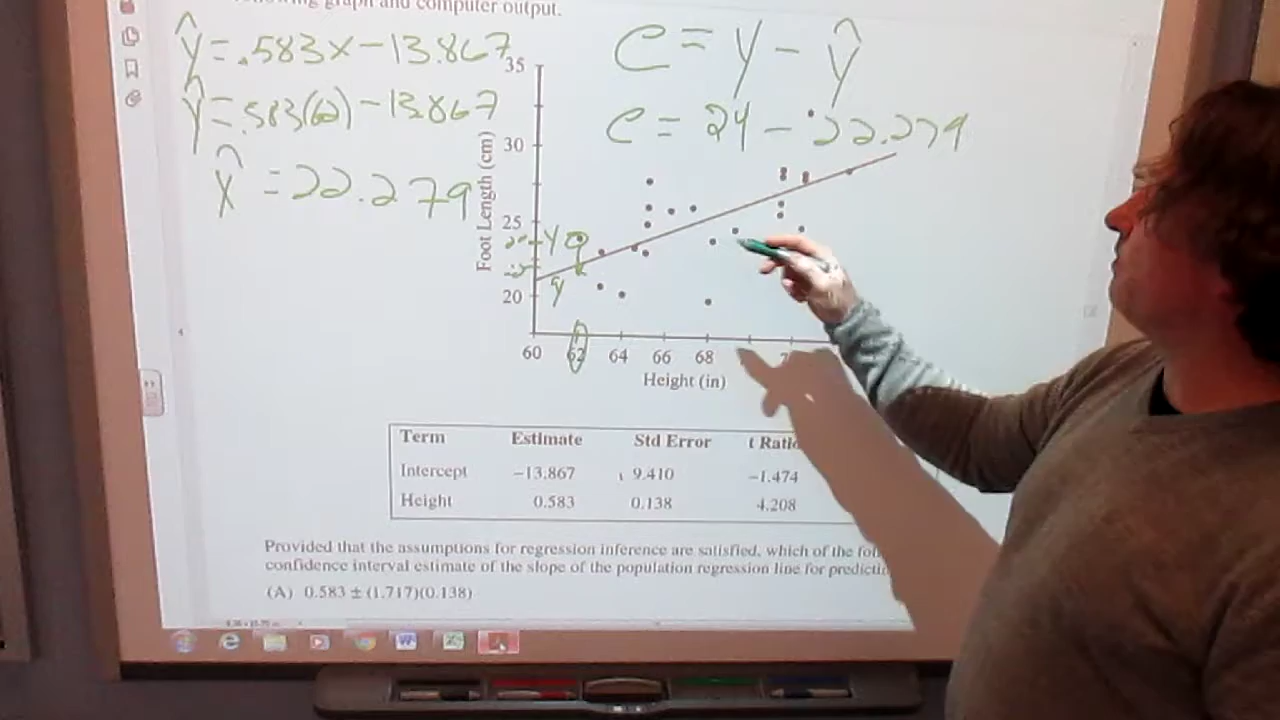 following graph and computer output.
ŷ = .583x − 13.867
ŷ = .583(62) − 13.867
x̂ = 22.279
e = y − ŷ
e = 24 − 22.279
35
30
25
20
Foot Length (cm)
y
ŷ
60 62 64 66 68
Height (in)
Term Estimate Std Error t Ratio
Intercept −13.867 9.410 −1.474
Height 0.583 0.138 4.208
Provided that the assumptions for regression inference are satisfied, which of the
confidence interval estimate of the slope of the population regression line for
(A) 0.583 ± (1.717)(0.138)